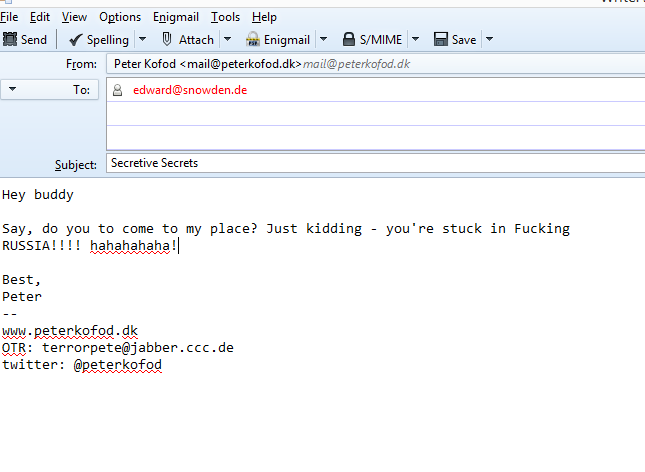 File Edit View Options Enigmail Tools Help
Send Spelling Attach Enigmail S/MIME Save
From: Peter Kofod <mail@peterkofod.dk> mail@peterkofod.dk
To: edward@snowden.de
Subject: Secretive Secrets
Hey buddy
Say, do you to come to my place? Just kidding - you're stuck in Fucking
RUSSIA!!!! hahahahaha!
Best,
Peter
--
www.peterkofod.dk
OTR: terrorpete@jabber.ccc.de
twitter: @peterkofod